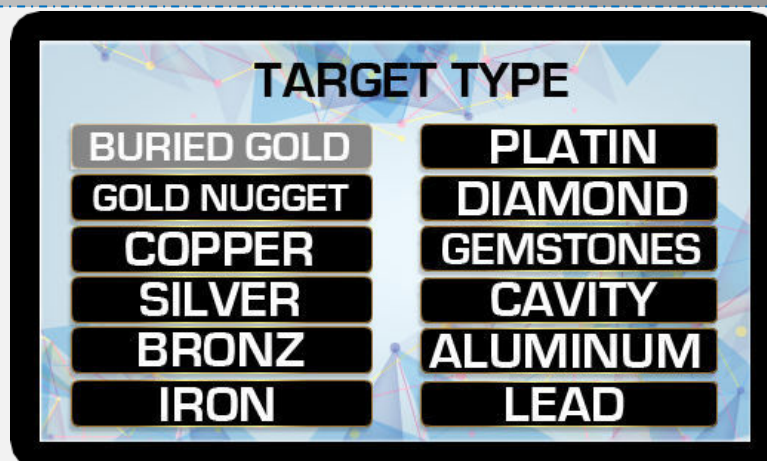 TARGET TYPE
BURIED GOLD
GOLD NUGGET
COPPER
SILVER
BRONZ
IRON
PLATIN
DIAMOND
GEMSTONES
CAVITY
ALUMINUM
LEAD